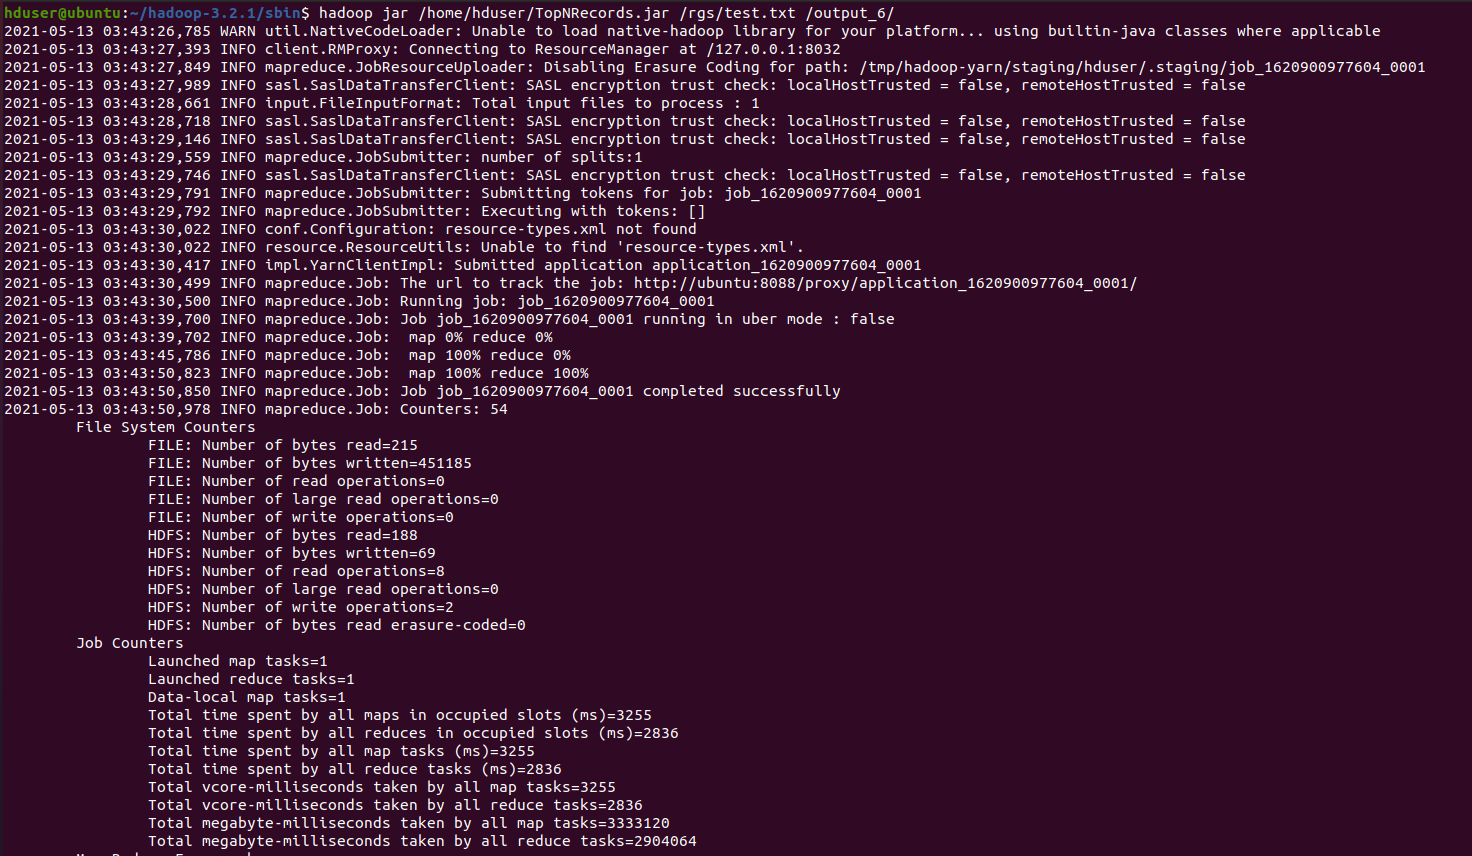 hduser@ubuntu:~/hadoop-3.2.1/sbin$ hadoop jar /home/hduser/TopNRecords.jar /rgs/test.txt /output_6/
2021-05-13 03:43:26,785 WARN util.NativeCodeLoader: Unable to load native-hadoop library for your platform... using builtin-java classes where applicable
2021-05-13 03:43:27,393 INFO client.RMProxy: Connecting to ResourceManager at /127.0.0.1:8032
2021-05-13 03:43:27,849 INFO mapreduce.JobResourceUploader: Disabling Erasure Coding for path: /tmp/hadoop-yarn/staging/hduser/.staging/job_1620900977604_0001
2021-05-13 03:43:27,989 INFO sasl.SaslDataTransferClient: SASL encryption trust check: localHostTrusted = false, remoteHostTrusted = false
2021-05-13 03:43:28,661 INFO input.FileInputFormat: Total input files to process : 1
2021-05-13 03:43:28,718 INFO sasl.SaslDataTransferClient: SASL encryption trust check: localHostTrusted = false, remoteHostTrusted = false
2021-05-13 03:43:29,146 INFO sasl.SaslDataTransferClient: SASL encryption trust check: localHostTrusted = false, remoteHostTrusted = false
2021-05-13 03:43:29,559 INFO mapreduce.JobSubmitter: number of splits:1
2021-05-13 03:43:29,746 INFO sasl.SaslDataTransferClient: SASL encryption trust check: localHostTrusted = false, remoteHostTrusted = false
2021-05-13 03:43:29,791 INFO mapreduce.JobSubmitter: Submitting tokens for job: job_1620900977604_0001
2021-05-13 03:43:29,792 INFO mapreduce.JobSubmitter: Executing with tokens: []
2021-05-13 03:43:30,022 INFO conf.Configuration: resource-types.xml not found
2021-05-13 03:43:30,022 INFO resource.ResourceUtils: Unable to find 'resource-types.xml'.
2021-05-13 03:43:30,417 INFO impl.YarnClientImpl: Submitted application application_1620900977604_0001
2021-05-13 03:43:30,499 INFO mapreduce.Job: The url to track the job: http://ubuntu:8088/proxy/application_1620900977604_0001/
2021-05-13 03:43:30,500 INFO mapreduce.Job: Running job: job_1620900977604_0001
2021-05-13 03:43:39,700 INFO mapreduce.Job: Job job_1620900977604_0001 running in uber mode : false
2021-05-13 03:43:39,702 INFO mapreduce.Job:  map 0% reduce 0%
2021-05-13 03:43:45,786 INFO mapreduce.Job:  map 100% reduce 0%
2021-05-13 03:43:50,823 INFO mapreduce.Job:  map 100% reduce 100%
2021-05-13 03:43:50,850 INFO mapreduce.Job: Job job_1620900977604_0001 completed successfully
2021-05-13 03:43:50,978 INFO mapreduce.Job: Counters: 54
File System Counters
FILE: Number of bytes read=215
FILE: Number of bytes written=451185
FILE: Number of read operations=0
FILE: Number of large read operations=0
FILE: Number of write operations=0
HDFS: Number of bytes read=188
HDFS: Number of bytes written=69
HDFS: Number of read operations=8
HDFS: Number of large read operations=0
HDFS: Number of write operations=2
HDFS: Number of bytes read erasure-coded=0
Job Counters
Launched map tasks=1
Launched reduce tasks=1
Data-local map tasks=1
Total time spent by all maps in occupied slots (ms)=3255
Total time spent by all reduces in occupied slots (ms)=2836
Total time spent by all map tasks (ms)=3255
Total time spent by all reduce tasks (ms)=2836
Total vcore-milliseconds taken by all map tasks=3255
Total vcore-milliseconds taken by all reduce tasks=2836
Total megabyte-milliseconds taken by all map tasks=3333120
Total megabyte-milliseconds taken by all reduce tasks=2904064